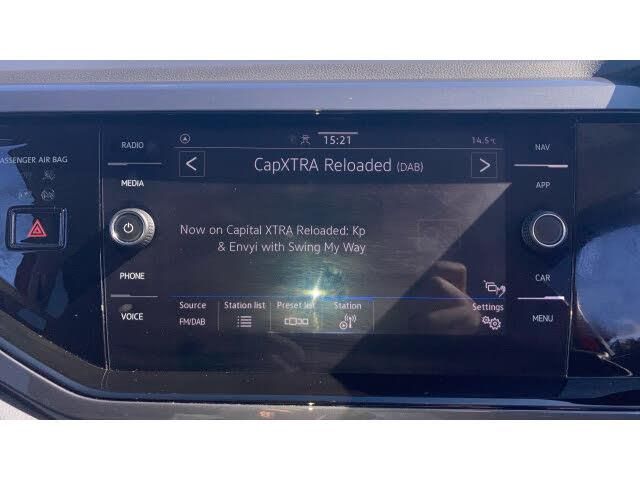 PASSENGER AIR BAG
RADIO
MEDIA
PHONE
VOICE
15:21
14.5°C
< CapXTRA Reloaded (DAB) >
Now on Capital XTRA Reloaded: Kp
& Envyi with Swing My Way
Source
FM/DAB
Station list
Preset list
Station
Settings
NAV
APP
CAR
MENU